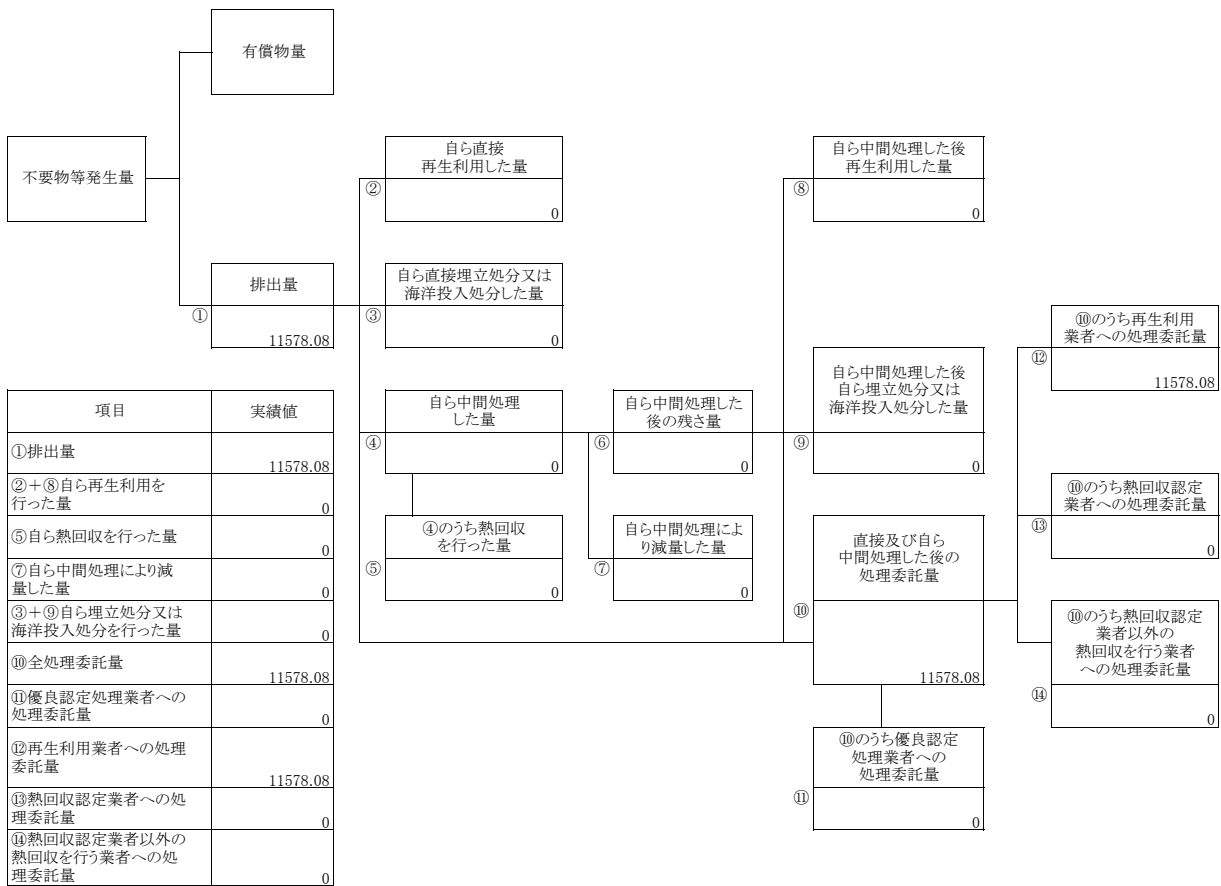 有償物量
不要物等発生量
排出量
①
11578.08
自ら直接
再生利用した量
②
0
自ら直接埋立処分又は
海洋投入処分した量
③
0
自ら中間処理
した量
④
0
④のうち熱回収
を行った量
⑤
0
自ら中間処理した
後の残さ量
⑥
0
自ら中間処理によ
り減量した量
⑦
0
自ら中間処理した後
再生利用した量
⑧
0
自ら中間処理した後
自ら埋立処分又は
海洋投入処分した量
⑨
0
直接及び自ら
中間処理した後の
処理委託量
⑩
11578.08
⑩のうち優良認定
処理業者への
処理委託量
⑪
0
⑩のうち再生利用
業者への処理委託量
⑫
11578.08
⑩のうち熱回収認定
業者への処理委託量
⑬
0
⑩のうち熱回収認定
業者以外の
熱回収を行う業者
への処理委託量
⑭
0
項目 実績値
①排出量
11578.08
②+⑧自ら再生利用を
行った量
0
⑤自ら熱回収を行った量
0
⑦自ら中間処理により減
量した量
0
③+⑨自ら埋立処分又は
海洋投入処分を行った量
0
⑩全処理委託量
11578.08
⑪優良認定処理業者への
処理委託量
0
⑫再生利用業者への処理
委託量
11578.08
⑬熱回収認定業者への処
理委託量
0
⑭熱回収認定業者以外の
熱回収を行う業者への処
理委託量
0